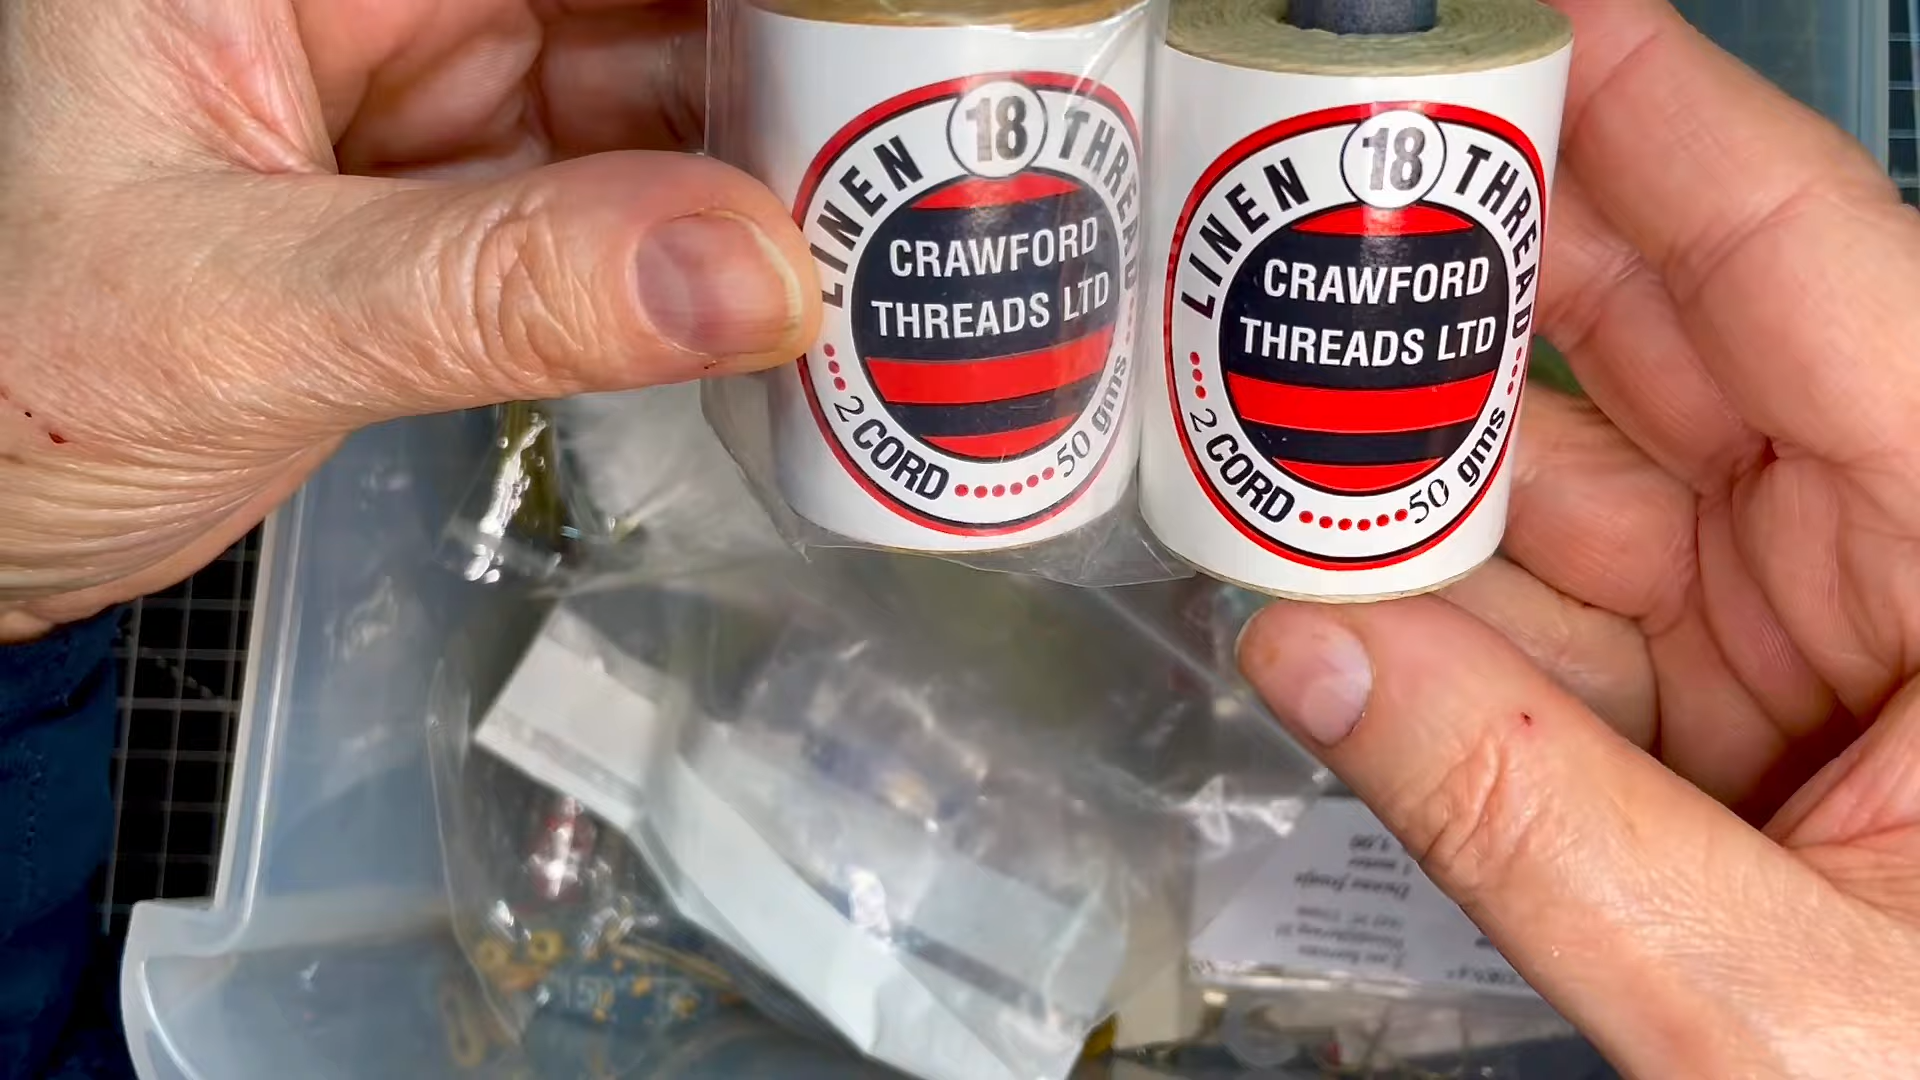 18
LINEN THREAD
CRAWFORD
THREADS LTD
2 CORD ...... 50 gms
18
LINEN THREAD
CRAWFORD
THREADS LTD
2 CORD ...... 50 gms